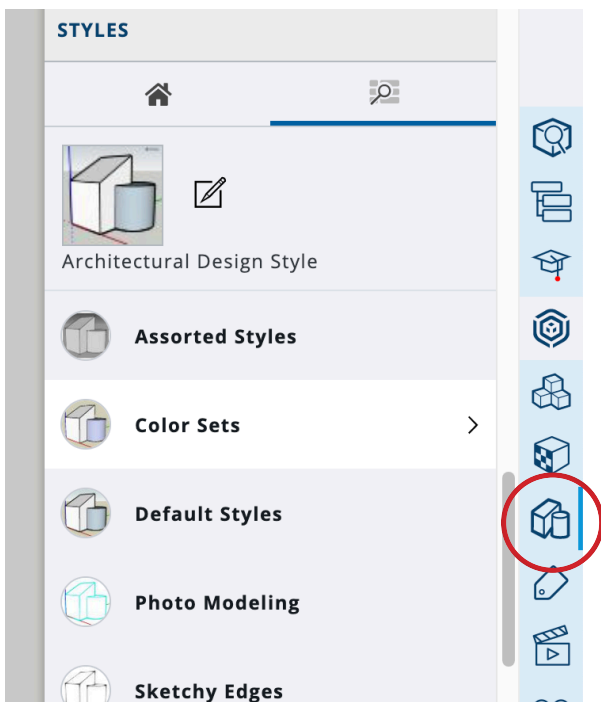 STYLES
Architectural Design Style
Assorted Styles
Color Sets
Default Styles
Photo Modeling
Sketchy Edges